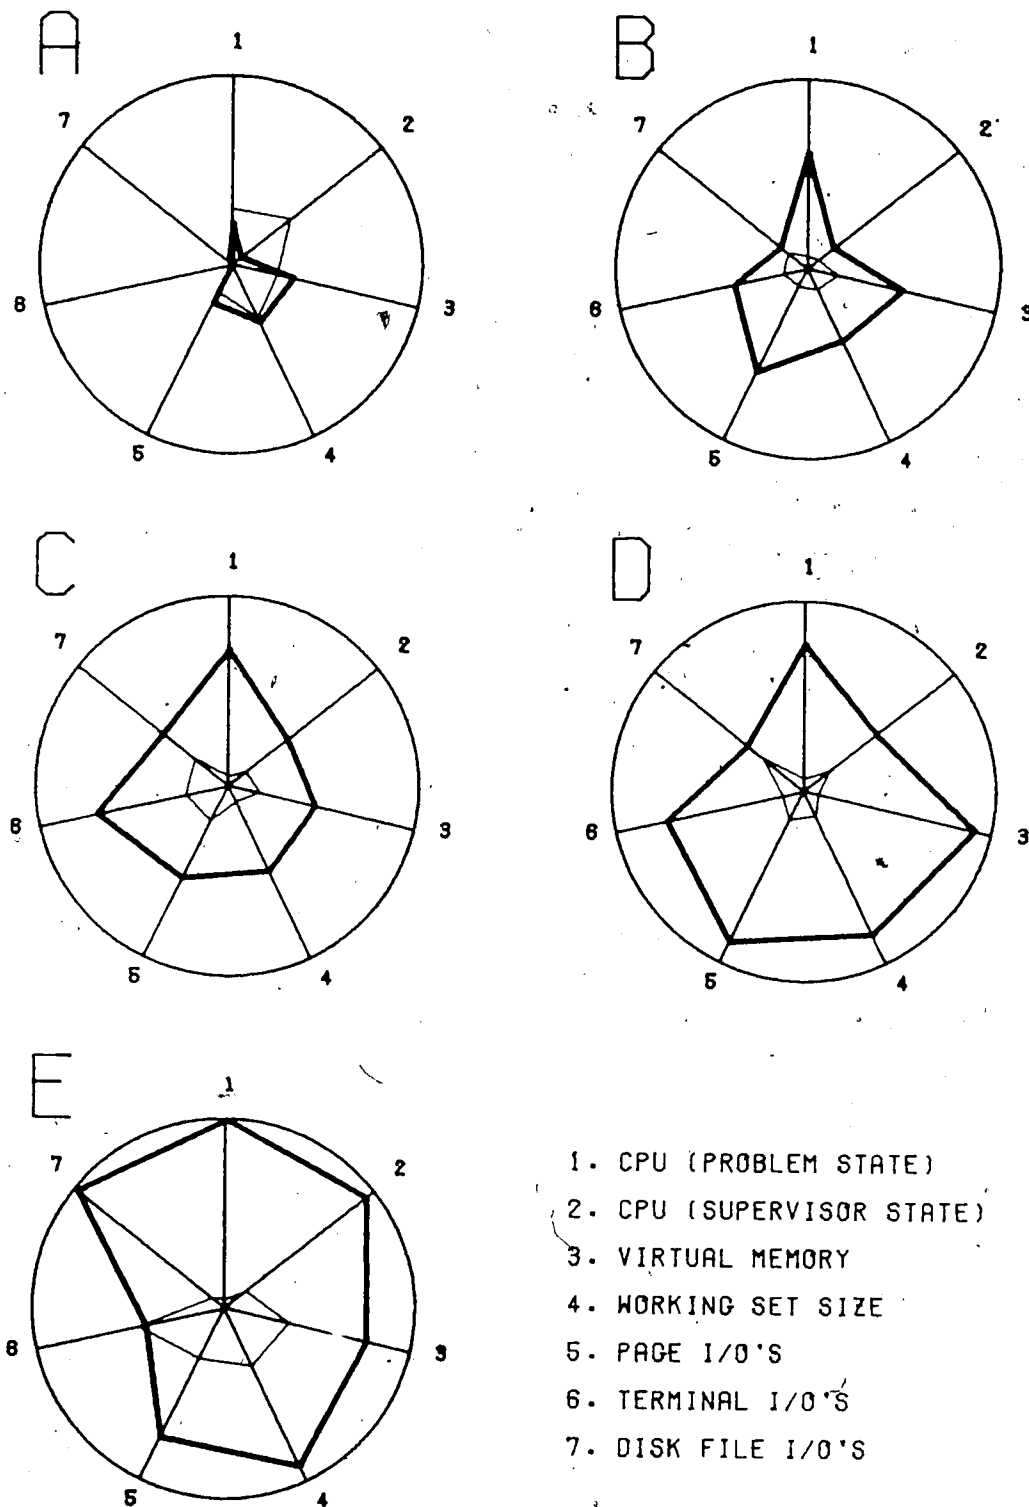 A
1
2
3
4
5
6
7
B
1
2
3
4
5
6
7
C
1
2
3
4
5
6
7
D
1
2
3
4
5
6
7
E
1
2
3
4
5
6
7
1. CPU (PROBLEM STATE)
2. CPU (SUPERVISOR STATE)
3. VIRTUAL MEMORY
4. WORKING SET SIZE
5. PAGE I/O'S
6. TERMINAL I/O'S
7. DISK FILE I/O'S